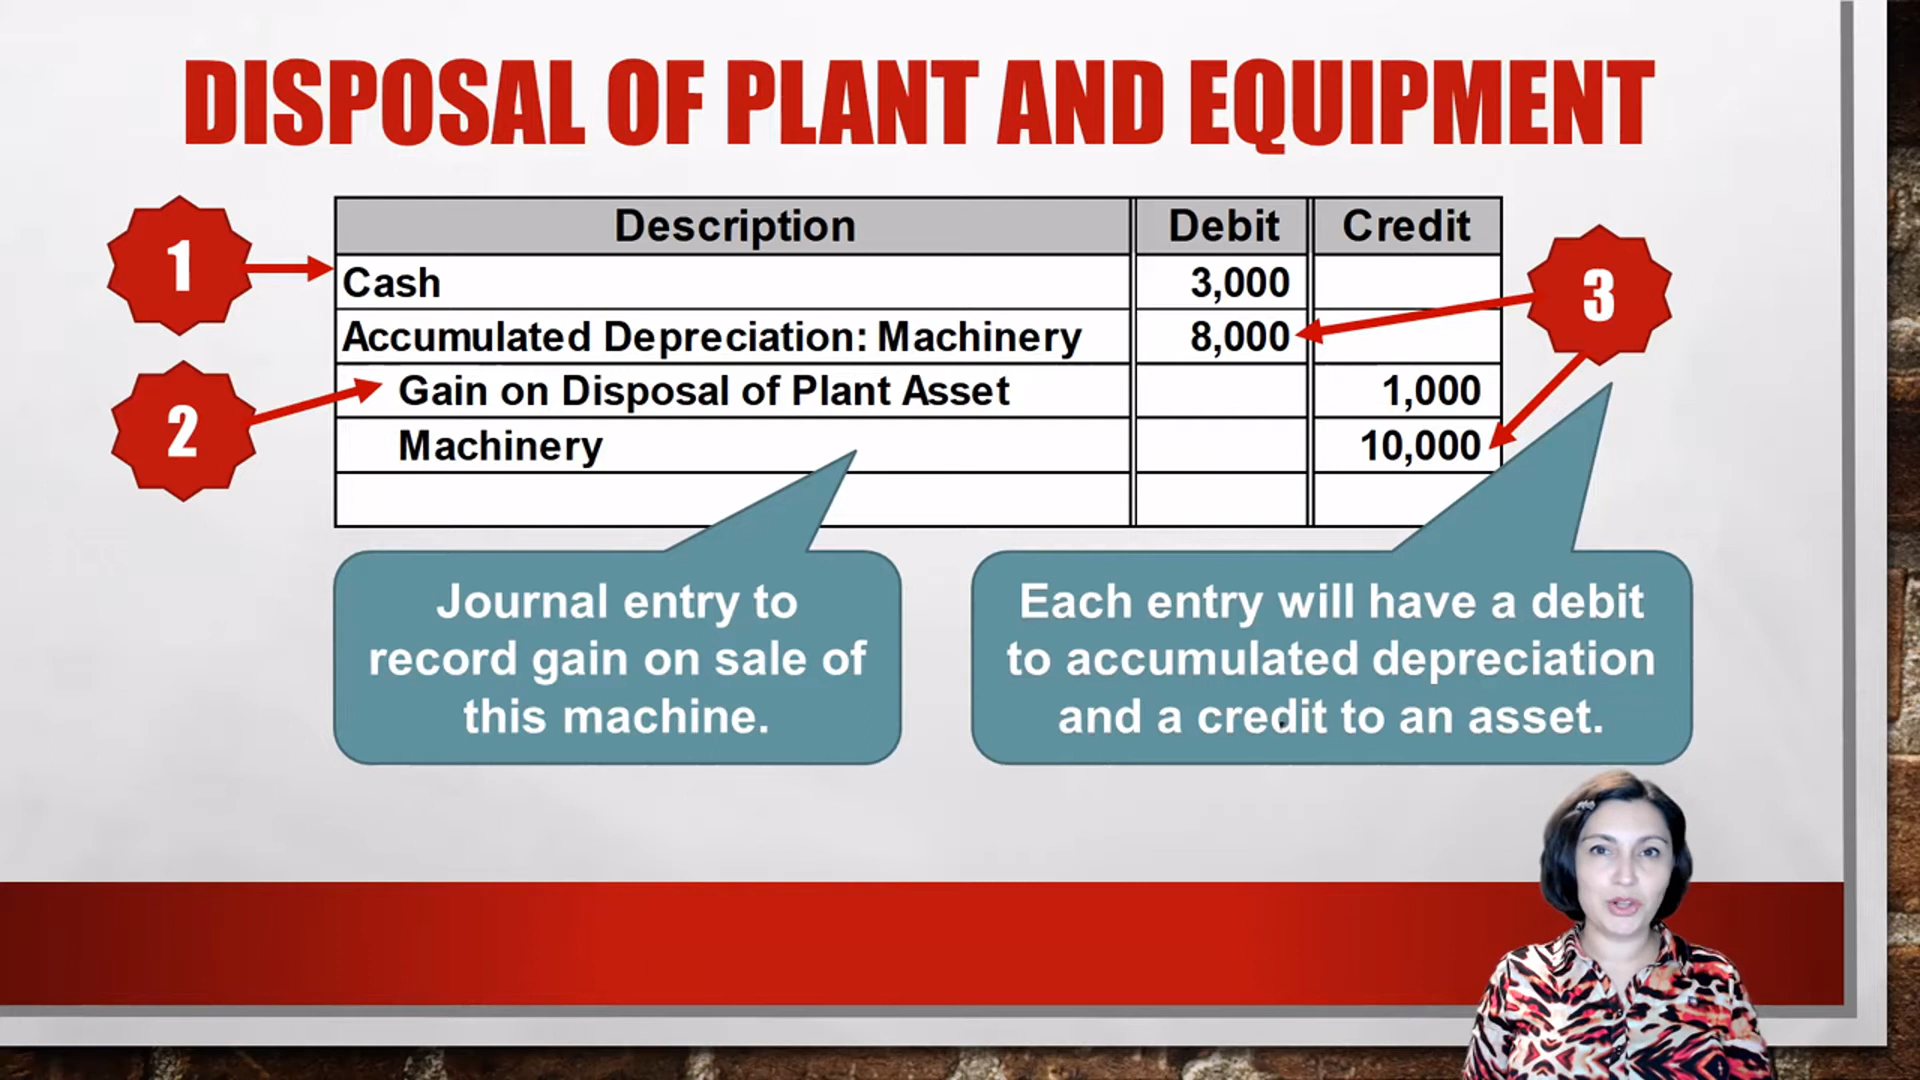 DISPOSAL OF PLANT AND EQUIPMENT
Description Debit Credit
1
Cash 3,000
3
Accumulated Depreciation: Machinery 8,000
2
Gain on Disposal of Plant Asset 1,000
Machinery 10,000
Journal entry to
record gain on sale of
this machine.
Each entry will have a debit
to accumulated depreciation
and a credit to an asset.